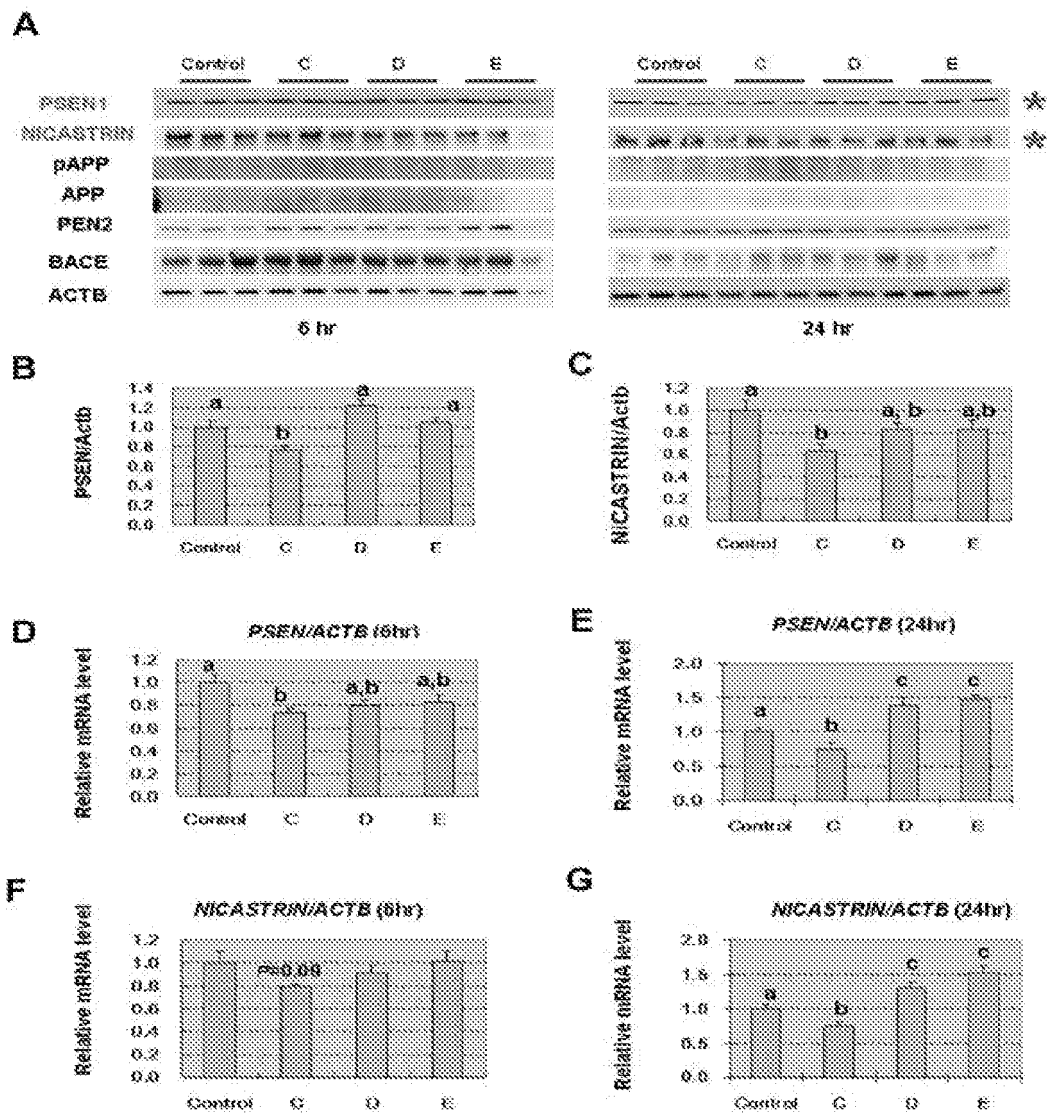 A
Control C D E
Control C D E
PSEN1
NICASTRIN
pAPP
APP
PEN2
BACE
ACTB
6 hr
24 hr
B
PSEN/Actb
1.4
1.2
1.0
0.8
0.6
0.4
0.2
0.0
a
b
a
a
Control C D E
C
NiCASTRIN/Actb
1.2
1.0
0.8
0.6
0.4
0.2
0.0
a
b
a, b
a,b
Control C D E
D
PSEN/ACTB (6hr)
Relative mRNA level
1.2
1.0
0.8
0.6
0.4
0.2
0.0
a
b
a,b
a,b
Control C D E
E
PSEN/ACTB (24hr)
Relative mRNA level
2.0
1.5
1.0
0.5
0.0
a
b
c
c
Control C D E
F
NICASTRIN/ACTB (6hr)
Relative mRNA level
1.2
1.0
0.8
0.6
0.4
0.2
0.0
P=0.09
Control C D E
G
NICASTRIN/ACTB (24hr)
Relative mRNA level
2.0
1.5
1.0
0.5
0.0
a
b
c
c
Control C D E